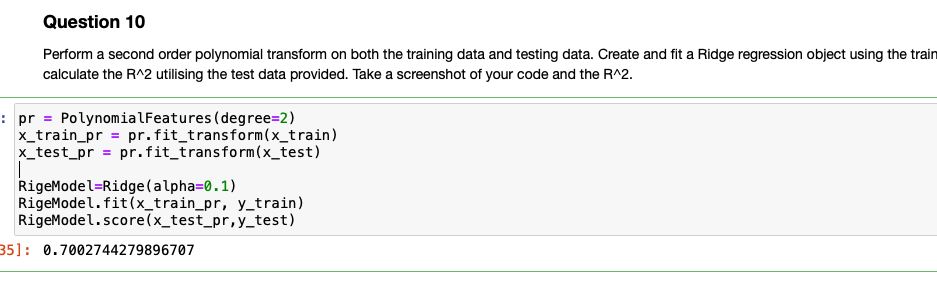 Question 10
Perform a second order polynomial transform on both the training data and testing data. Create and fit a Ridge regression object using the train
calculate the R^2 utilising the test data provided. Take a screenshot of your code and the R^2.
: pr = PolynomialFeatures(degree=2)
x_train_pr = pr.fit_transform(x_train)
x_test_pr = pr.fit_transform(x_test)
RigeModel=Ridge(alpha=0.1)
RigeModel.fit(x_train_pr, y_train)
RigeModel.score(x_test_pr,y_test)
35]: 0.7002744279896707